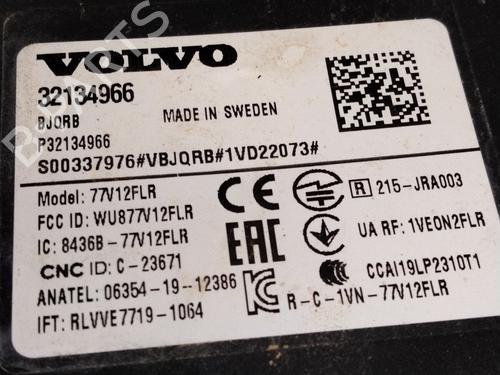 VOLVO
32134966
BJQRB
MADE IN SWEDEN
P32134966
S00337976#VBJQRB#1VD22073#
Model: 77V12FLR
FCC ID: WU877V12FLR
IC: 8436B-77V12FLR
CNC ID: C-23671
ANATEL: 06354-19-12386
IFT: RLVVE7719-1064
CE
R 215-JRA003
EAC
UA RF: 1VEON2FLR
CCAI19LP2310T1
R-C-1VN-77V12FLR